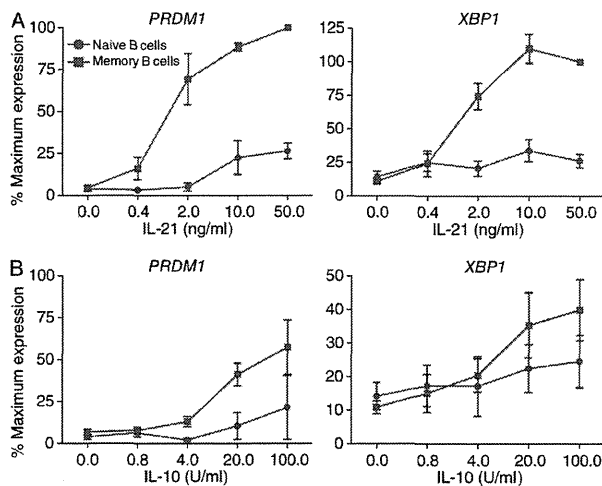 A
PRDM1
XBP1
Naive B cells
Memory B cells
% Maximum expression
100
75
50
25
0
125
100
75
50
25
0
0.0 0.4 2.0 10.0 50.0
0.0 0.4 2.0 10.0 50.0
IL-21 (ng/ml)
IL-21 (ng/ml)
B
PRDM1
XBP1
% Maximum expression
100
75
50
25
0
50
40
30
20
10
0
0.0 0.8 4.0 20.0 100.0
0.0 0.8 4.0 20.0 100.0
IL-10 (U/ml)
IL-10 (U/ml)